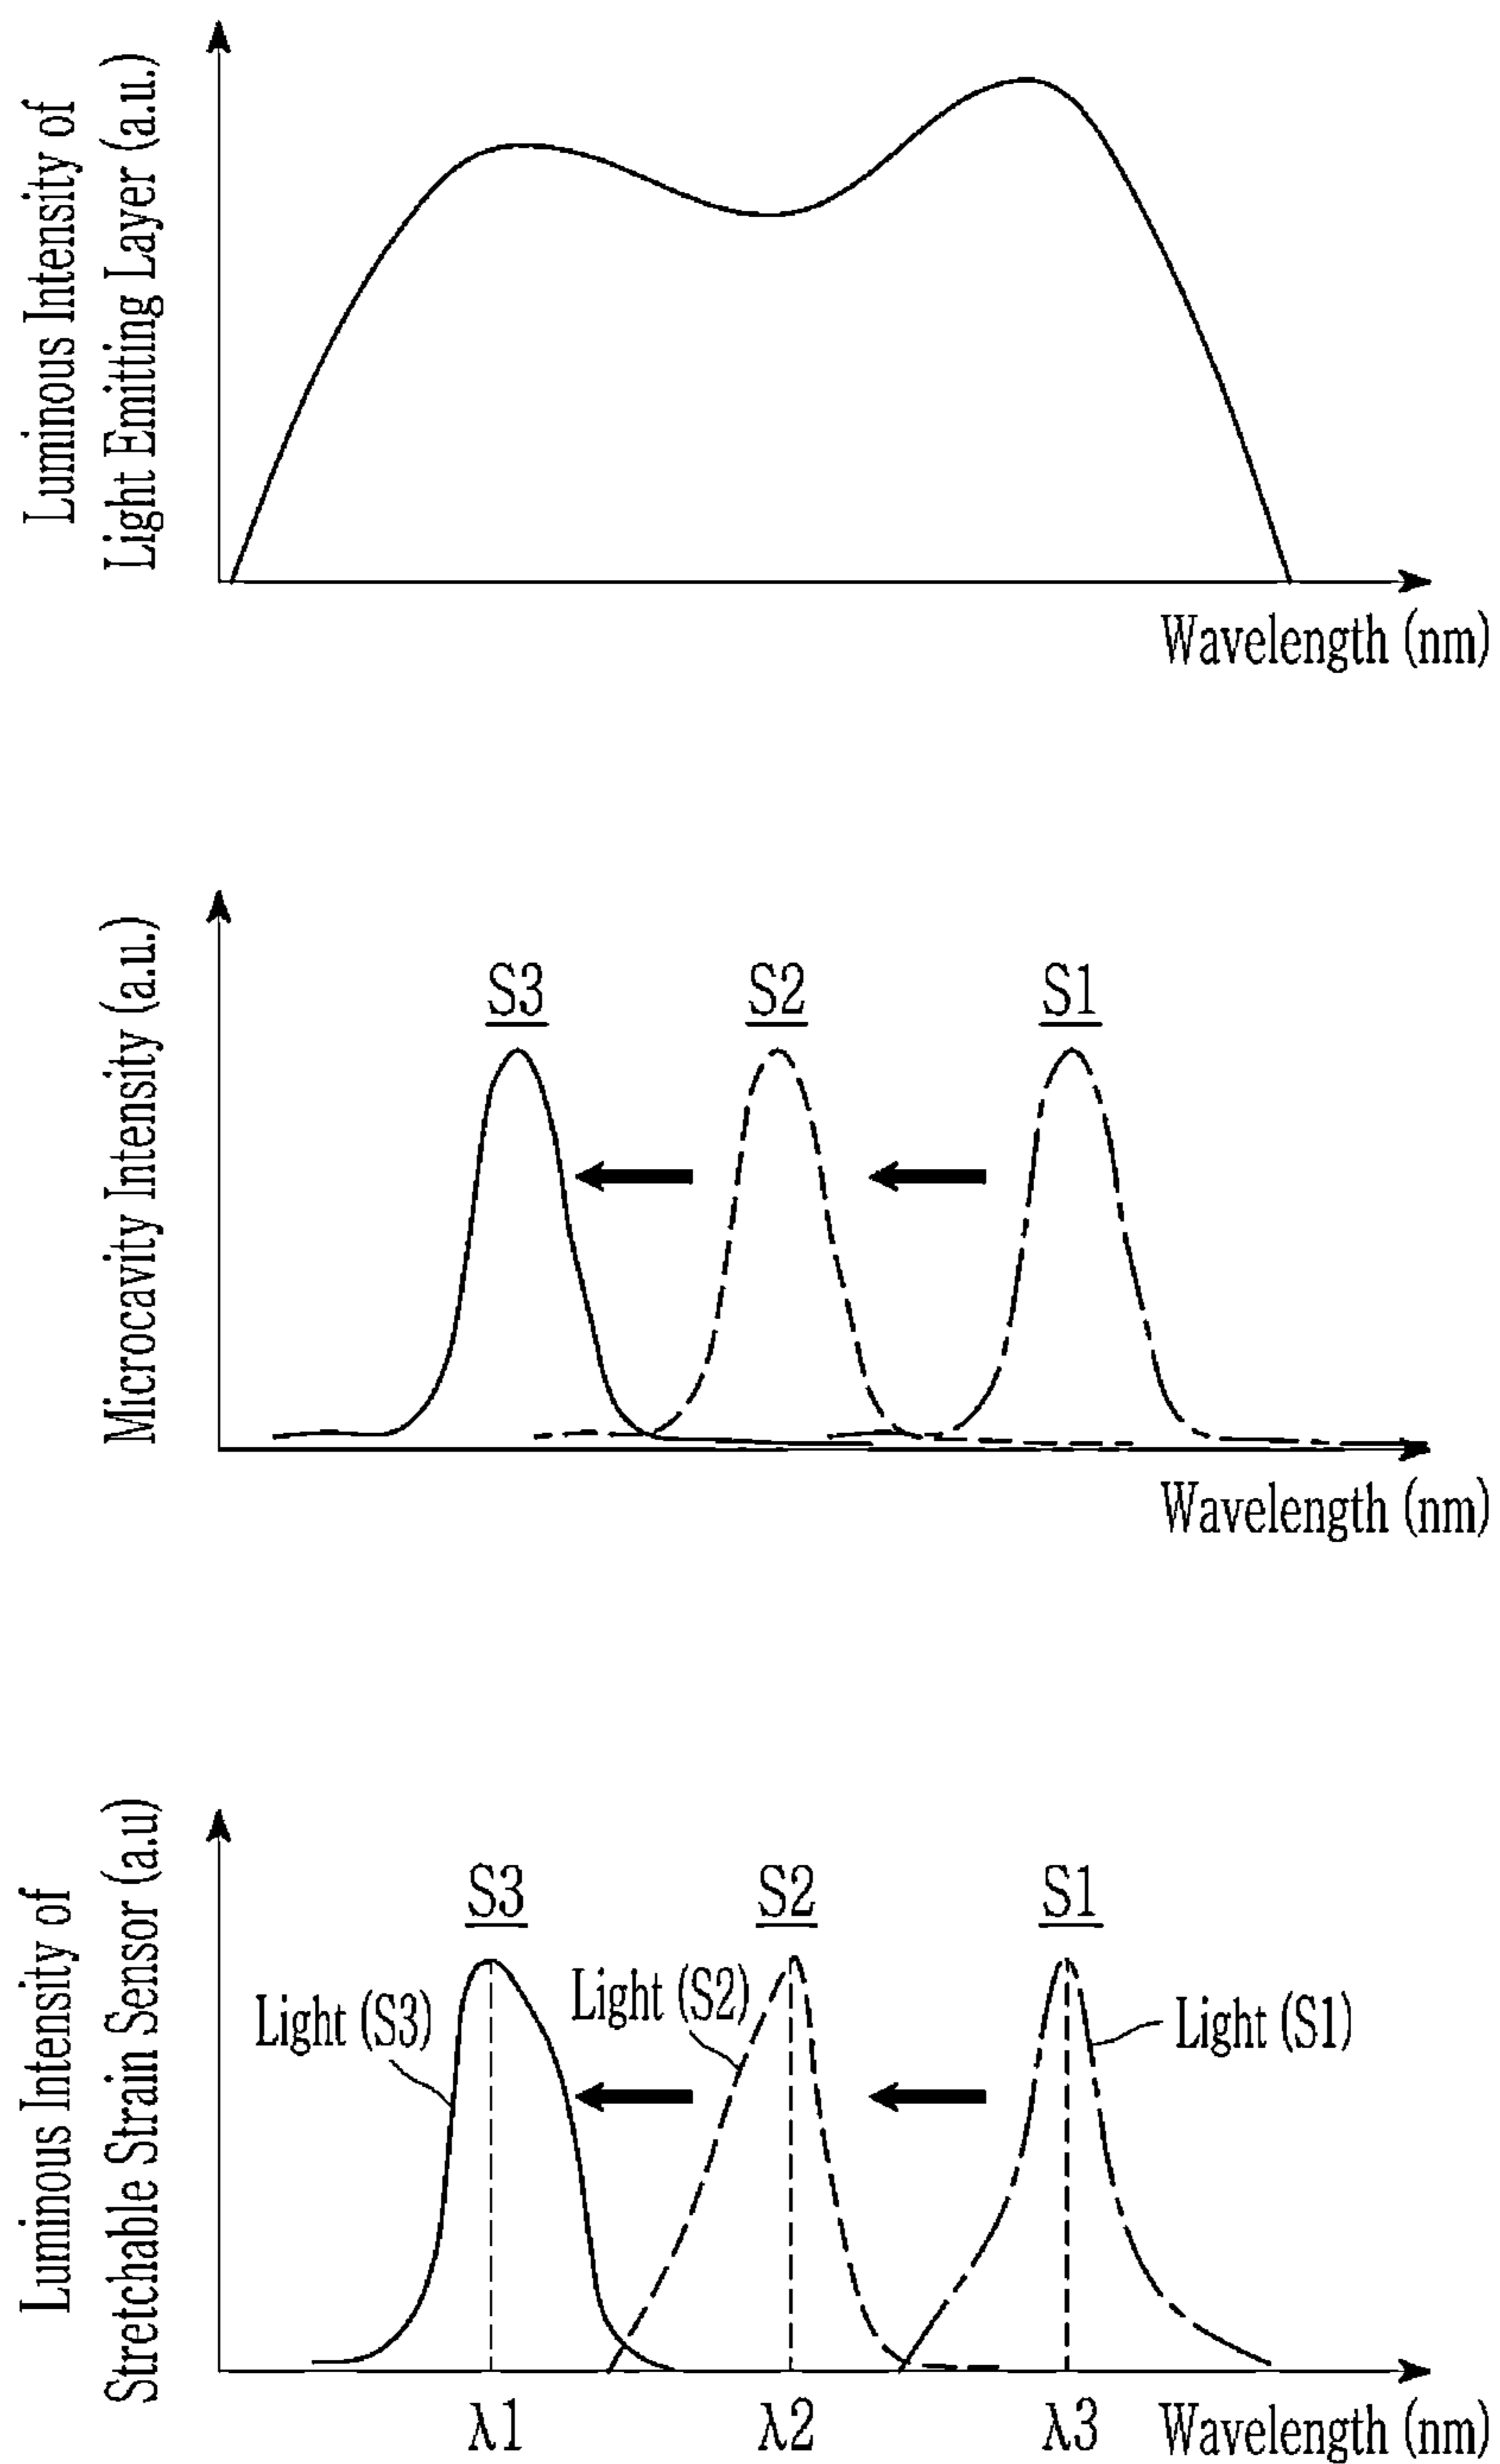 Luminous Intensity of
Light Emitting Layer (a.u.)
Wavelength (nm)
Microcavity Intensity (a.u.)
S3 S2 S1
Wavelength (nm)
Luminous Intensity of
Stretchable Strain Sensor (a.u)
S3 S2 S1
Light (S3) Light (S2) Light (S1)
λ1 λ2 λ3 Wavelength (nm)